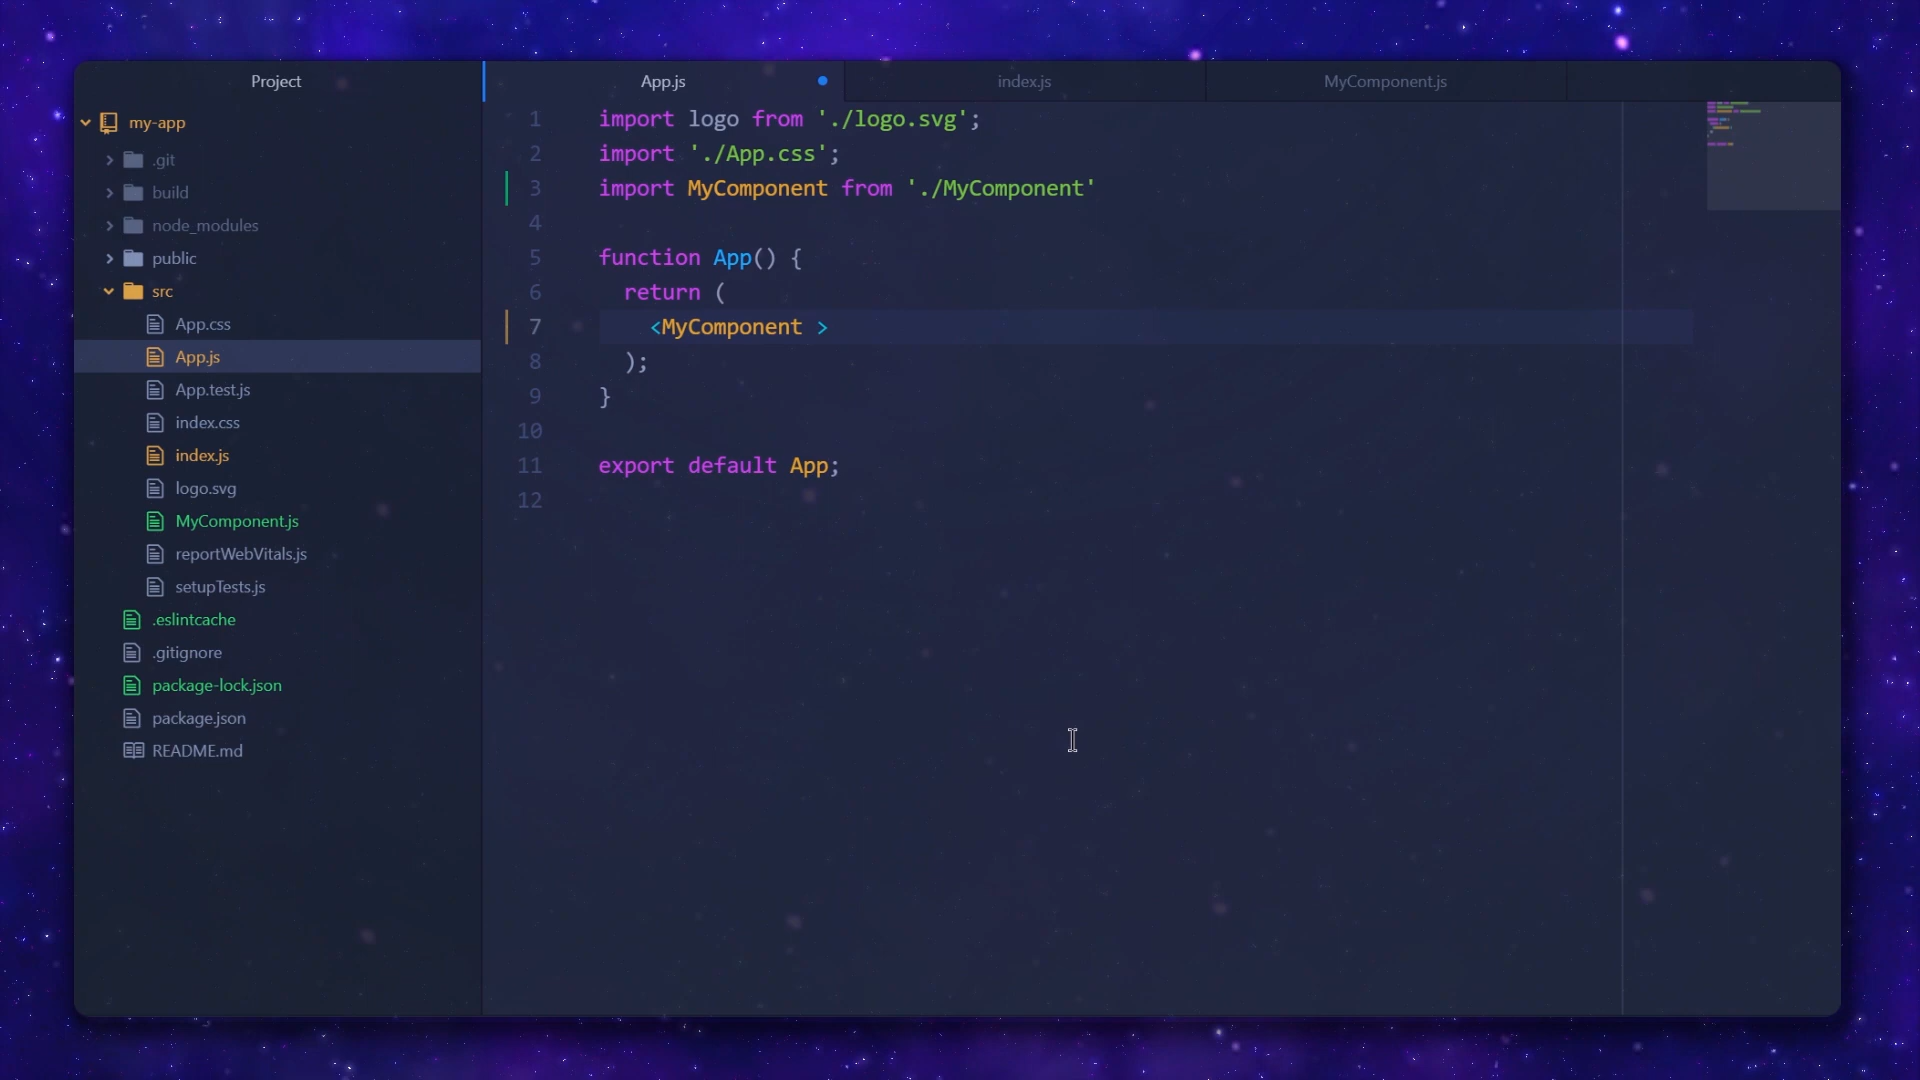 Project
my-app
.git
build
node_modules
public
src
App.css
App.js
App.test.js
index.css
index.js
logo.svg
MyComponent.js
reportWebVitals.js
setupTests.js
.eslintcache
.gitignore
package-lock.json
package.json
README.md
App.js index.js MyComponent.js
1 import logo from './logo.svg';
2 import './App.css';
3 import MyComponent from './MyComponent'
4
5 function App() {
6 return (
7 <MyComponent >
8 );
9 }
10
11 export default App;
12